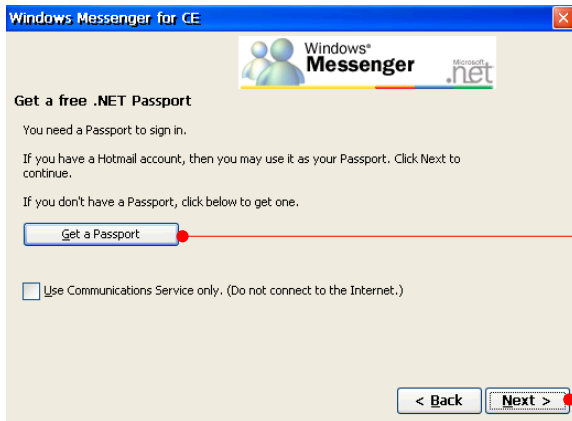 Windows Messenger for CE
Windows®
Messenger
Microsoft
.net
Get a free .NET Passport
You need a Passport to sign in.
If you have a Hotmail account, then you may use it as your Passport. Click Next to
continue.
If you don't have a Passport, click below to get one.
Get a Passport
Use Communications Service only. (Do not connect to the Internet.)
< Back Next >